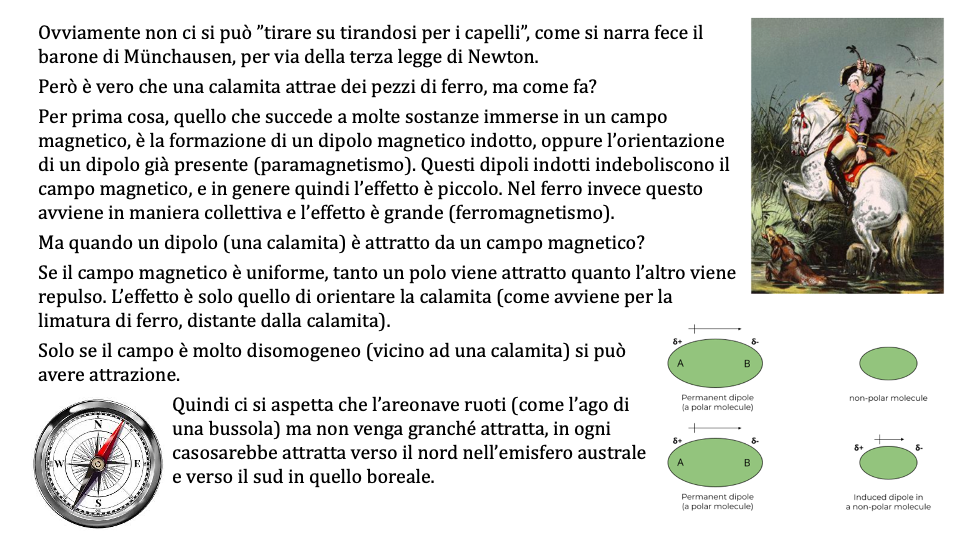 Ovviamente non ci si può ”tirare su tirandosi per i capelli”, come si narra fece il
barone di Münchausen, per via della terza legge di Newton.
Però è vero che una calamita attrae dei pezzi di ferro, ma come fa?
Per prima cosa, quello che succede a molte sostanze immerse in un campo
magnetico, è la formazione di un dipolo magnetico indotto, oppure l’orientazione
di un dipolo già presente (paramagnetismo). Questi dipoli indotti indeboliscono il
campo magnetico, e in genere quindi l’effetto è piccolo. Nel ferro invece questo
avviene in maniera collettiva e l’effetto è grande (ferromagnetismo).
Ma quando un dipolo (una calamita) è attratto da un campo magnetico?
Se il campo magnetico è uniforme, tanto un polo viene attratto quanto l’altro viene
repulso. L’effetto è solo quello di orientare la calamita (come avviene per la
limatura di ferro, distante dalla calamita).
Solo se il campo è molto disomogeneo (vicino ad una calamita) si può
avere attrazione.
Quindi ci si aspetta che l’areonave ruoti (come l’ago di
una bussola) ma non venga granché attratta, in ogni
casosarebbe attratta verso il nord nell’emisfero australe
e verso il sud in quello boreale.
N
W E
S
δ+ δ-
A B
Permanent dipole
(a polar molecule)
non-polar molecule
δ+ δ-
A B
Permanent dipole
(a polar molecule)
δ+ δ-
Induced dipole in
a non-polar molecule